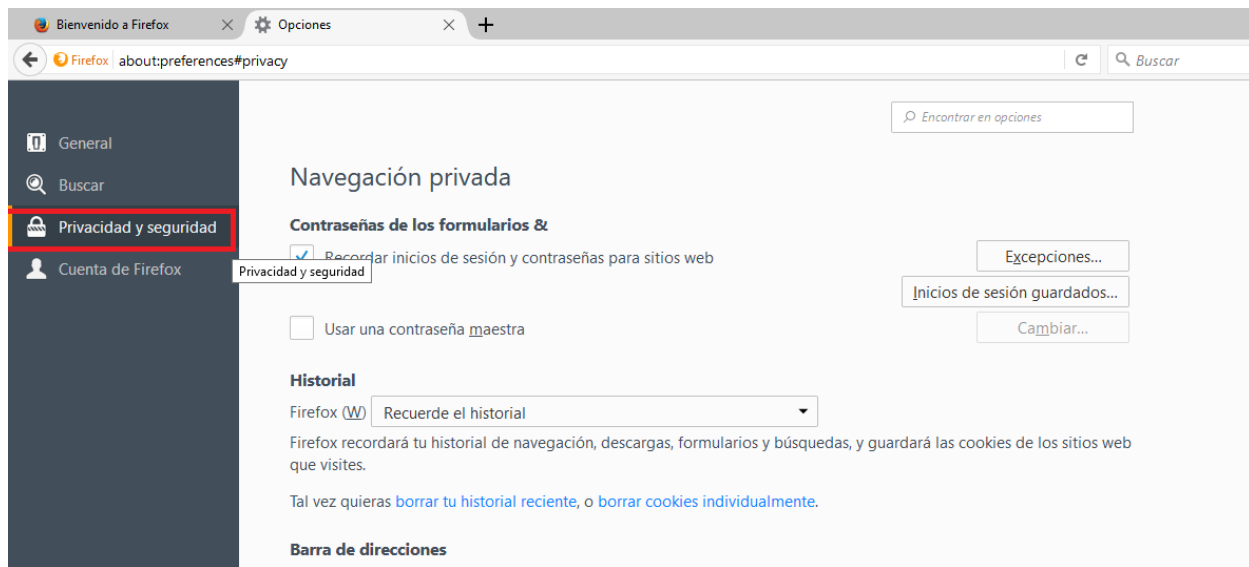 Bienvenido a Firefox
Opciones
Firefox about:preferences#privacy
Buscar
Encontrar en opciones
General
Buscar
Privacidad y seguridad
Cuenta de Firefox
Privacidad y seguridad
Navegación privada
Contraseñas de los formularios &
Recordar inicios de sesión y contraseñas para sitios web
Excepciones...
Inicios de sesión guardados...
Usar una contraseña maestra
Cambiar...
Historial
Firefox (W) Recuerde el historial
Firefox recordará tu historial de navegación, descargas, formularios y búsquedas, y guardará las cookies de los sitios web
que visites.
Tal vez quieras borrar tu historial reciente, o borrar cookies individualmente.
Barra de direcciones